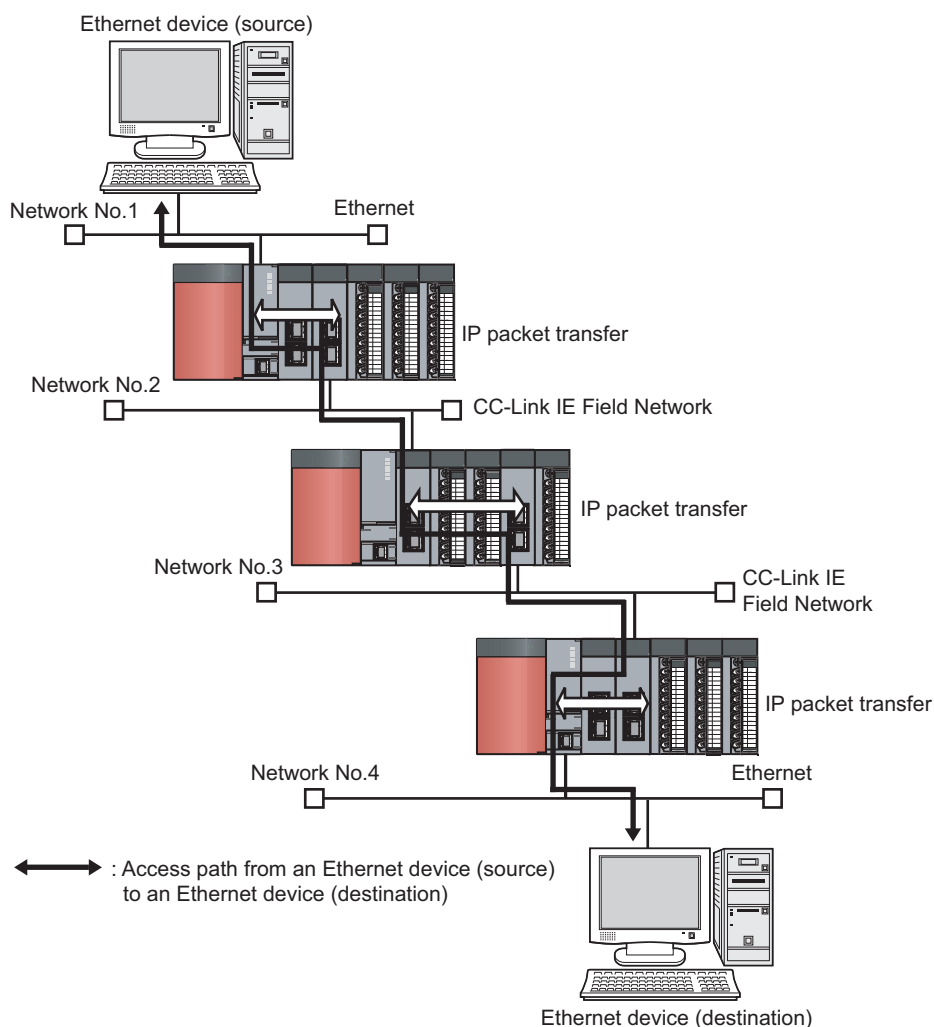 Ethernet device (source)
Network No.1
Ethernet
IP packet transfer
Network No.2
CC-Link IE Field Network
IP packet transfer
Network No.3
CC-Link IE
Field Network
IP packet transfer
Network No.4
Ethernet
: Access path from an Ethernet device (source)
to an Ethernet device (destination)
Ethernet device (destination)